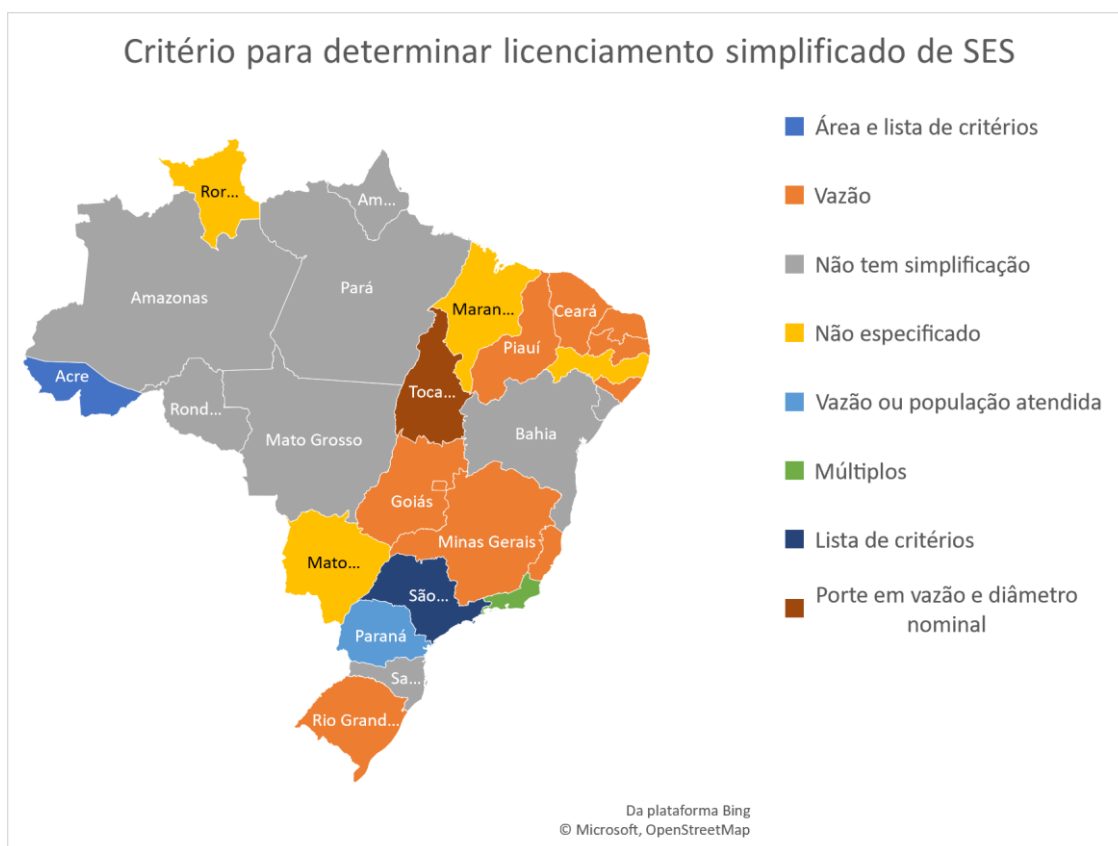 Critério para determinar licenciamento simplificado de SES
Área e lista de critérios
Vazão
Não tem simplificação
Não especificado
Vazão ou população atendida
Múltiplos
Lista de critérios
Porte em vazão e diâmetro
nominal
Ror...
Am...
Amazonas
Pará
Maran...
Ceará
Piauí
Acre
Toca...
Rond...
Mato Grosso
Bahia
Goiás
Minas Gerais
Mato...
São...
Paraná
Sa...
Rio Grand...
Da plataforma Bing
© Microsoft, OpenStreetMap